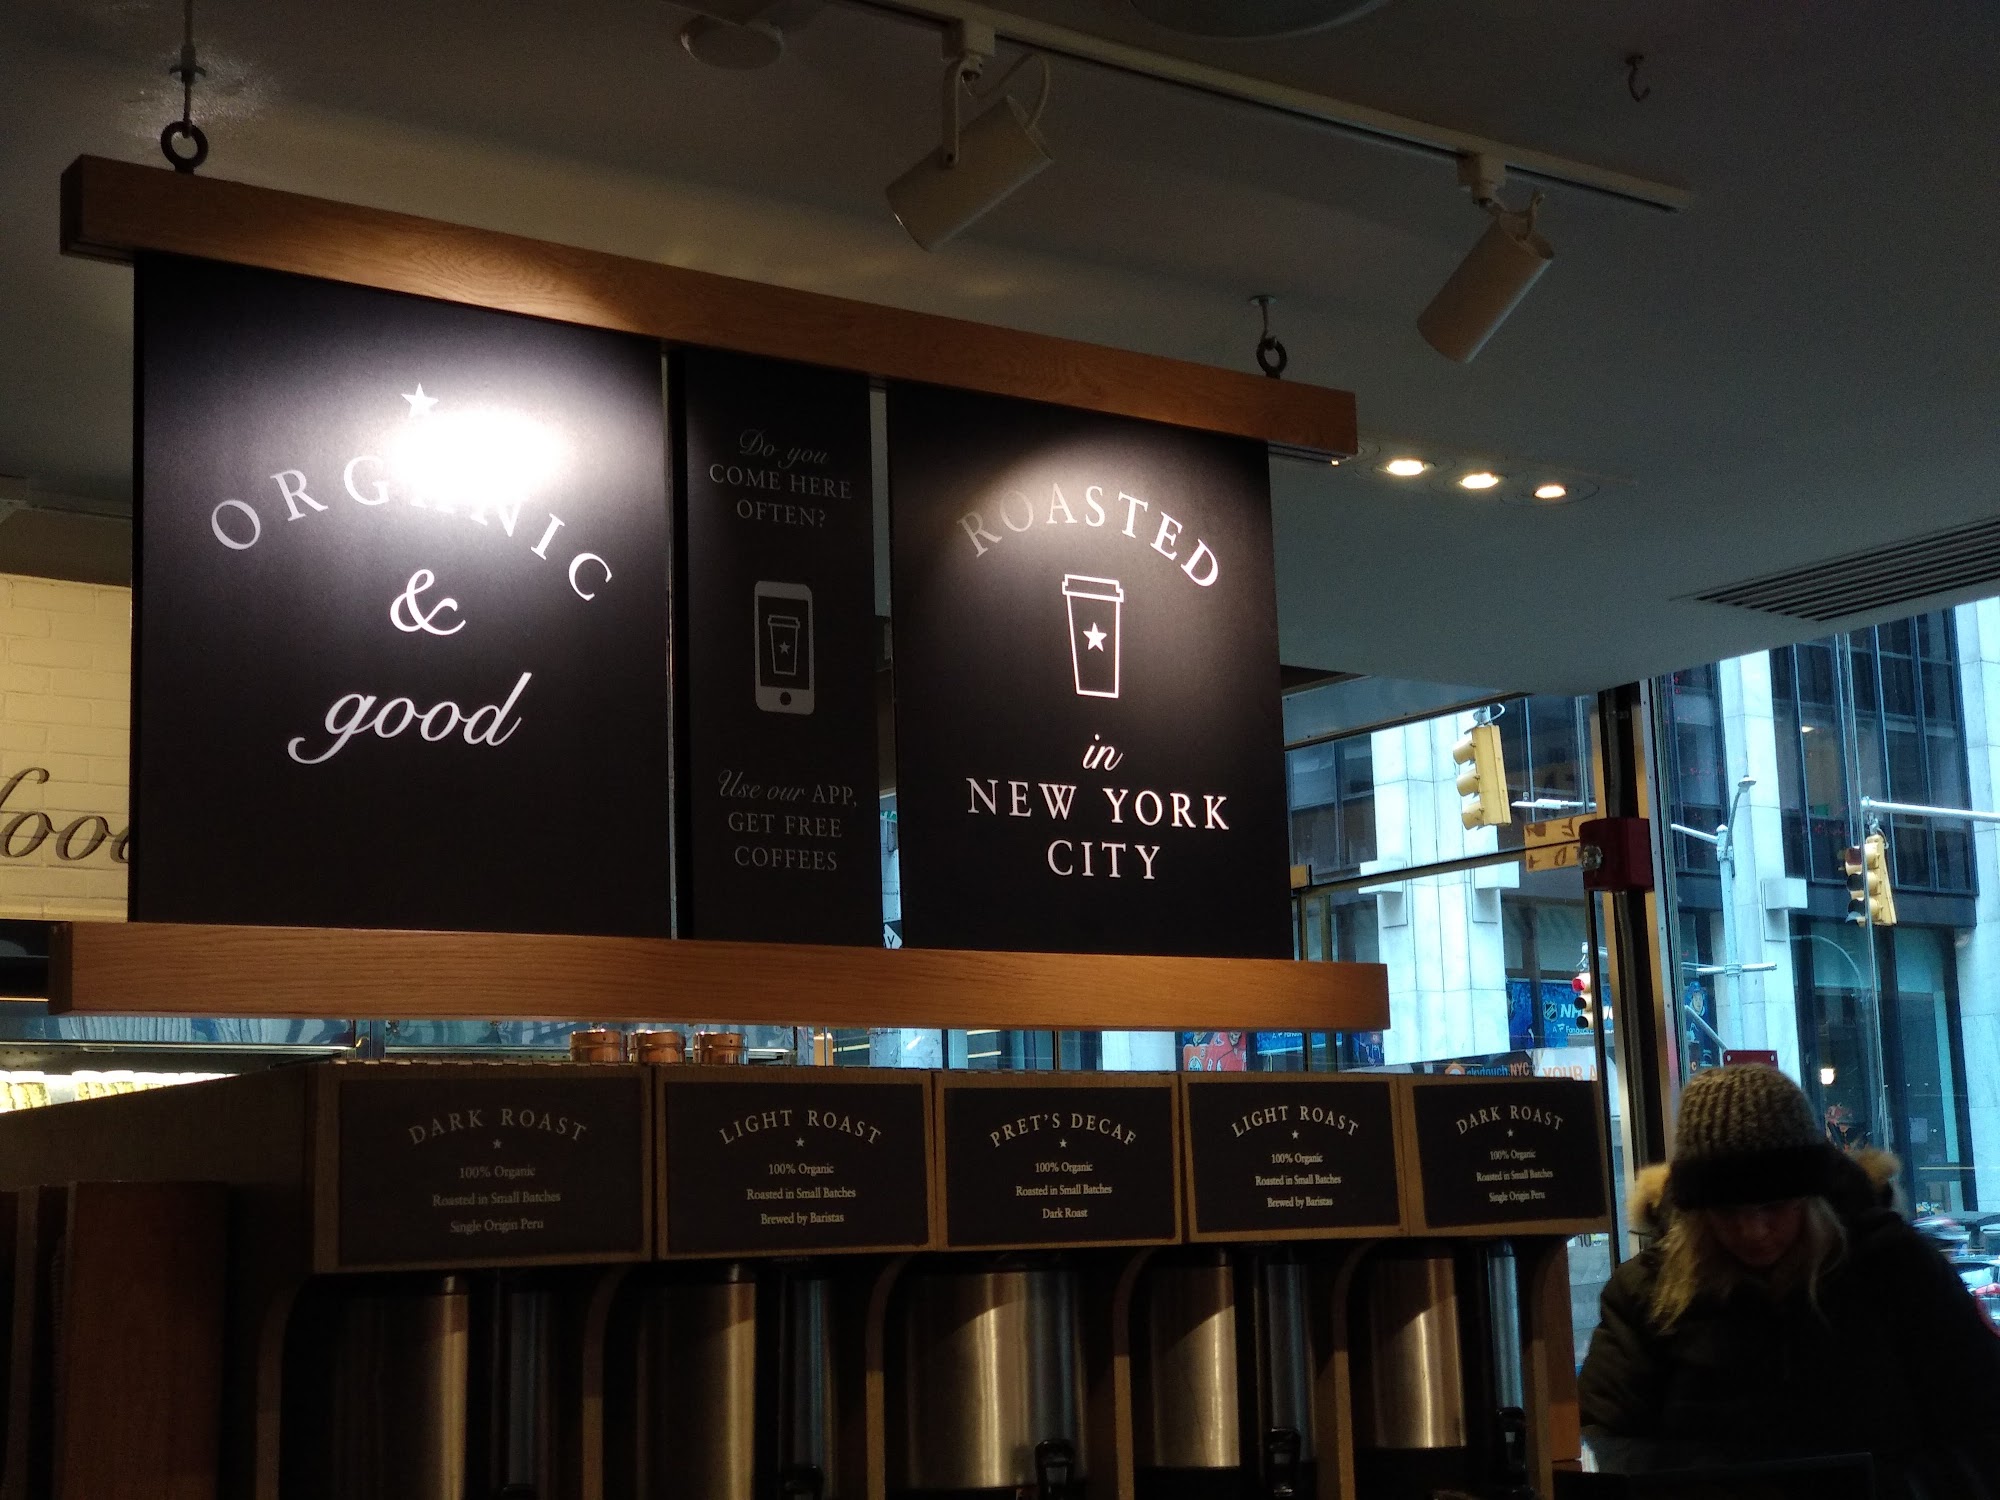 ORGANIC
&
good
Do you
COME HERE
OFTEN?
Use our APP,
GET FREE
COFFEES
ROASTED
in
NEW YORK
CITY
DARK ROAST
100% Organic
Roasted in Small Batches
Single Origin Peru
LIGHT ROAST
100% Organic
Roasted in Small Batches
Brewed by Baristas
PRET'S DECAF
100% Organic
Roasted in Small Batches
Dark Roast
LIGHT ROAST
100% Organic
Roasted in Small Batches
Brewed by Baristas
DARK ROAST
100% Organic
Roasted in Small Batches
Single Origin Peru
YOUR A